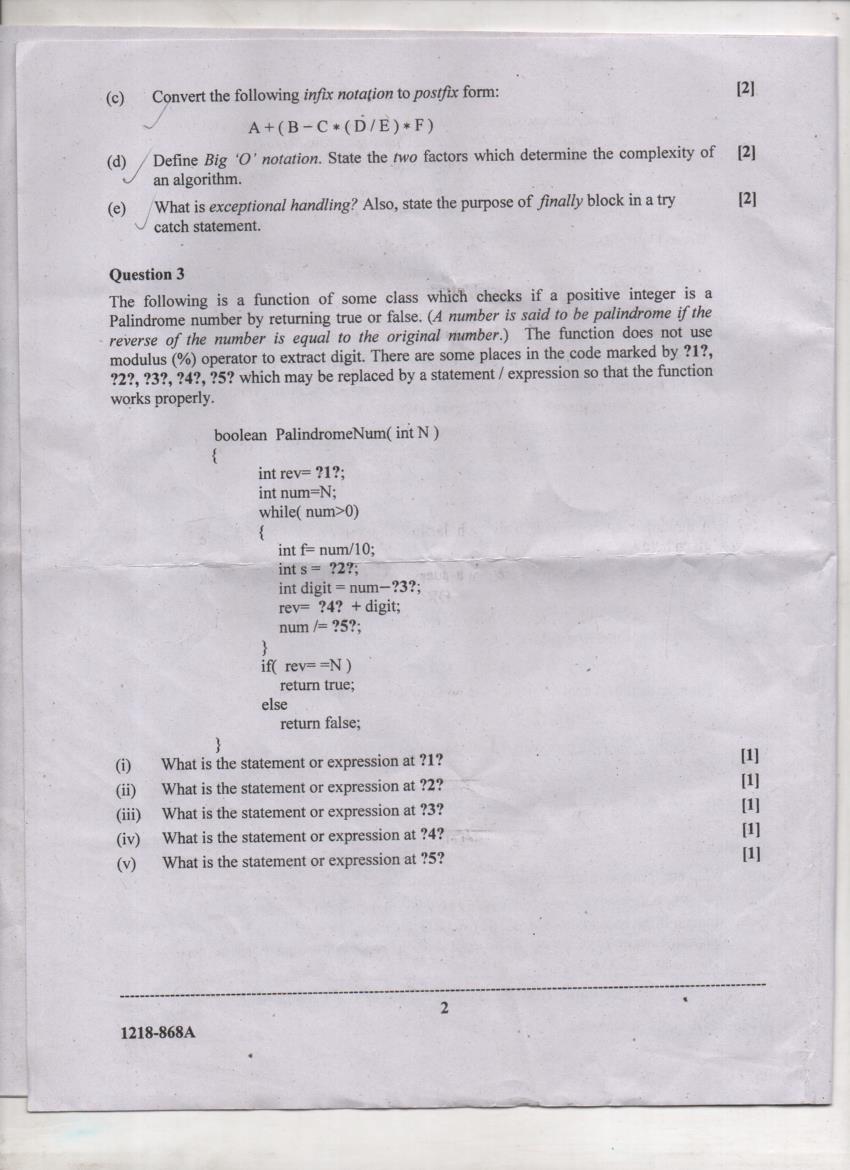 (c) Convert the following infix notation to postfix form: [2]
A + ( B – C * ( D / E ) * F )
(d) Define Big 'O' notation. State the two factors which determine the complexity of [2]
an algorithm.
(e) What is exceptional handling? Also, state the purpose of finally block in a try [2]
catch statement.
Question 3
The following is a function of some class which checks if a positive integer is a
Palindrome number by returning true or false. (A number is said to be palindrome if the
reverse of the number is equal to the original number.) The function does not use
modulus (%) operator to extract digit. There are some places in the code marked by ?1?,
?2?, ?3?, ?4?, ?5? which may be replaced by a statement / expression so that the function
works properly.
boolean PalindromeNum( int N )
{
int rev= ?1?;
int num=N;
while( num>0)
{
int f= num/10;
int s = ?2?;
int digit = num–?3?;
rev= ?4? + digit;
num /= ?5?;
}
if( rev= =N )
return true;
else
return false;
}
(i) What is the statement or expression at ?1? [1]
(ii) What is the statement or expression at ?2? [1]
(iii) What is the statement or expression at ?3? [1]
(iv) What is the statement or expression at ?4? [1]
(v) What is the statement or expression at ?5? [1]
2
1218-868A